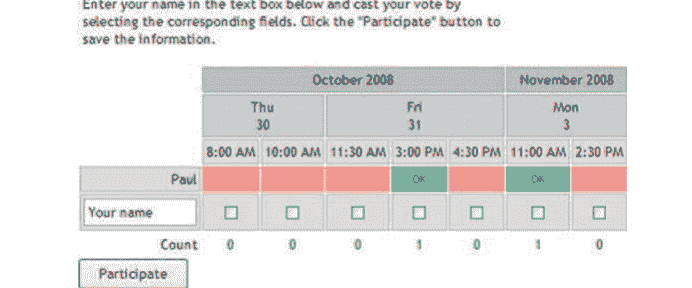 Enter your name in the text box below and cast your vote by
selecting the corresponding fields. Click the "Participate" button to
save the information.
October 2008 November 2008
Thu Fri Mon
30 31 3
8:00 AM 10:00 AM 11:30 AM 3:00 PM 4:30 PM 11:00 AM 2:30 PM
Paul OK OK
Your name
Count 0 0 0 1 0 1 0
Participate